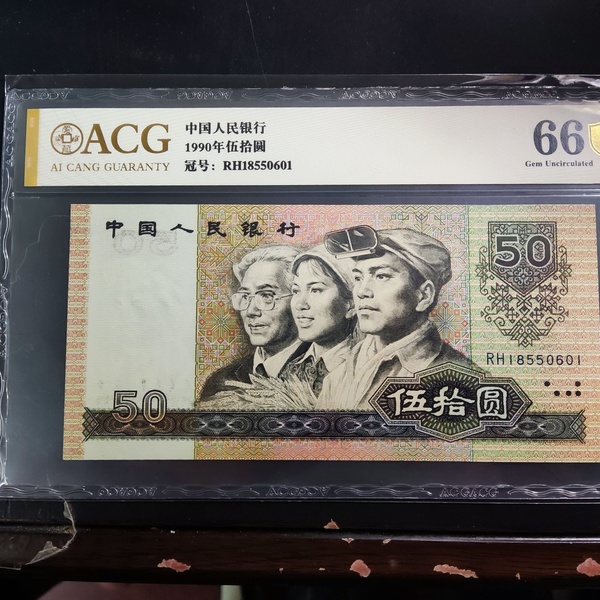 ACG
AI CANG GUARANTY
中国人民银行
1990年伍拾圆
冠号：RH18550601
66
Gem Uncirculated
中国人民银行
50
RH18550601
50
伍拾圆
ACGACG